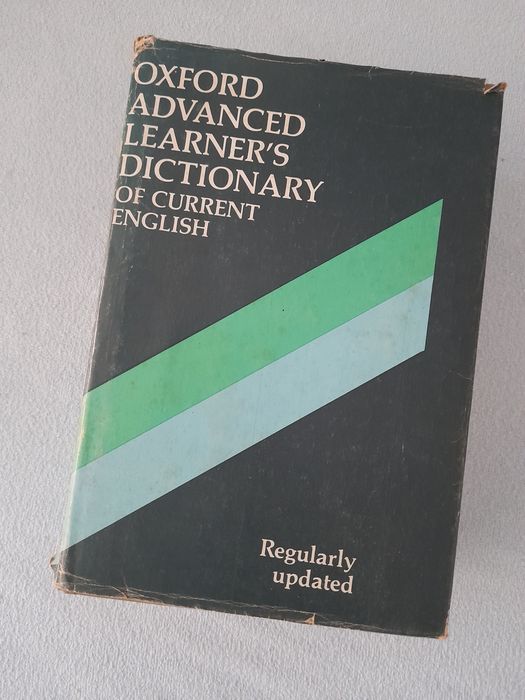 OXFORD
ADVANCED
LEARNER'S
DICTIONARY
OF CURRENT
ENGLISH
Regularly
updated